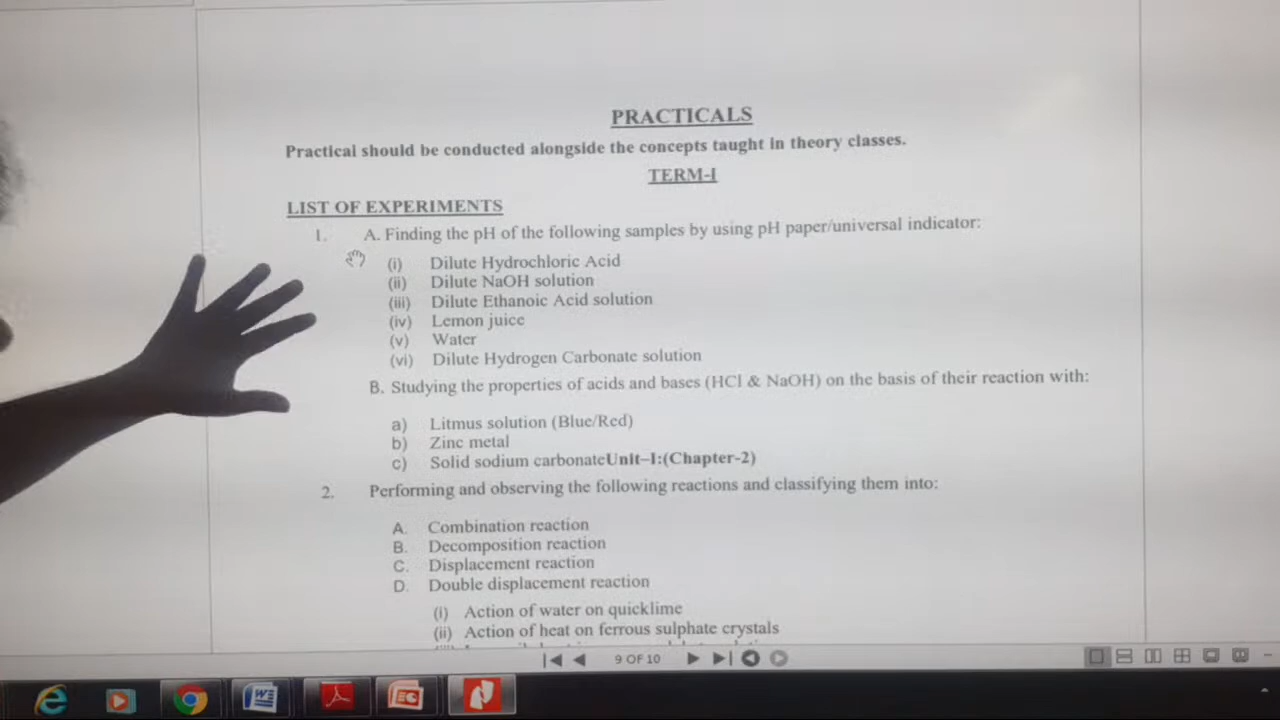 PRACTICALS
Practical should be conducted alongside the concepts taught in theory classes.
TERM-I
LIST OF EXPERIMENTS
1. A. Finding the pH of the following samples by using pH paper/universal indicator:
(i) Dilute Hydrochloric Acid
(ii) Dilute NaOH solution
(iii) Dilute Ethanoic Acid solution
(iv) Lemon juice
(v) Water
(vi) Dilute Hydrogen Carbonate solution
B. Studying the properties of acids and bases (HCl & NaOH) on the basis of their reaction with:
a) Litmus solution (Blue/Red)
b) Zinc metal
c) Solid sodium carbonateUnit–I:(Chapter-2)
2. Performing and observing the following reactions and classifying them into:
A. Combination reaction
B. Decomposition reaction
C. Displacement reaction
D. Double displacement reaction
(i) Action of water on quicklime
(ii) Action of heat on ferrous sulphate crystals
9 OF 10